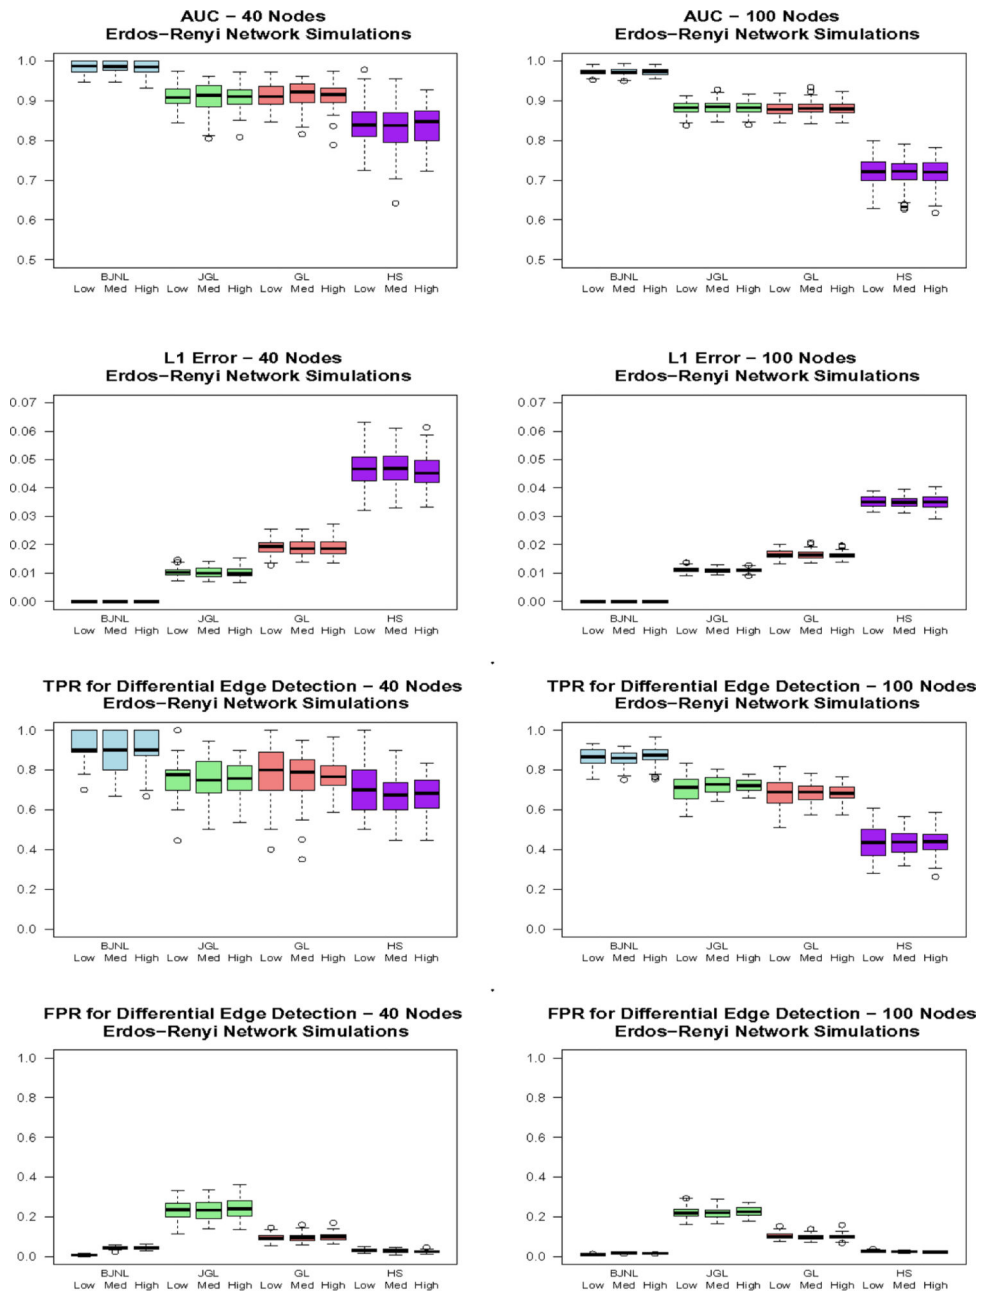 AUC – 40 Nodes
Erdos–Renyi Network Simulations
1.0
0.9
0.8
0.7
0.6
0.5
BJNL JGL GL HS
Low Med High Low Med High Low Med High Low Med High
AUC – 100 Nodes
Erdos–Renyi Network Simulations
1.0
0.9
0.8
0.7
0.6
0.5
BJNL JGL GL HS
Low Med High Low Med High Low Med High Low Med High
L1 Error – 40 Nodes
Erdos–Renyi Network Simulations
0.07
0.06
0.05
0.04
0.03
0.02
0.01
0.00
BJNL JGL GL HS
Low Med High Low Med High Low Med High Low Med High
L1 Error – 100 Nodes
Erdos–Renyi Network Simulations
0.07
0.06
0.05
0.04
0.03
0.02
0.01
0.00
BJNL JGL GL HS
Low Med High Low Med High Low Med High Low Med High
TPR for Differential Edge Detection – 40 Nodes
Erdos–Renyi Network Simulations
1.0
0.8
0.6
0.4
0.2
0.0
BJNL JGL GL HS
Low Med High Low Med High Low Med High Low Med High
TPR for Differential Edge Detection – 100 Nodes
Erdos–Renyi Network Simulations
1.0
0.8
0.6
0.4
0.2
0.0
BJNL JGL GL HS
Low Med High Low Med High Low Med High Low Med High
FPR for Differential Edge Detection – 40 Nodes
Erdos–Renyi Network Simulations
1.0
0.8
0.6
0.4
0.2
0.0
BJNL JGL GL HS
Low Med High Low Med High Low Med High Low Med High
FPR for Differential Edge Detection – 100 Nodes
Erdos–Renyi Network Simulations
1.0
0.8
0.6
0.4
0.2
0.0
BJNL JGL GL HS
Low Med High Low Med High Low Med High Low Med High